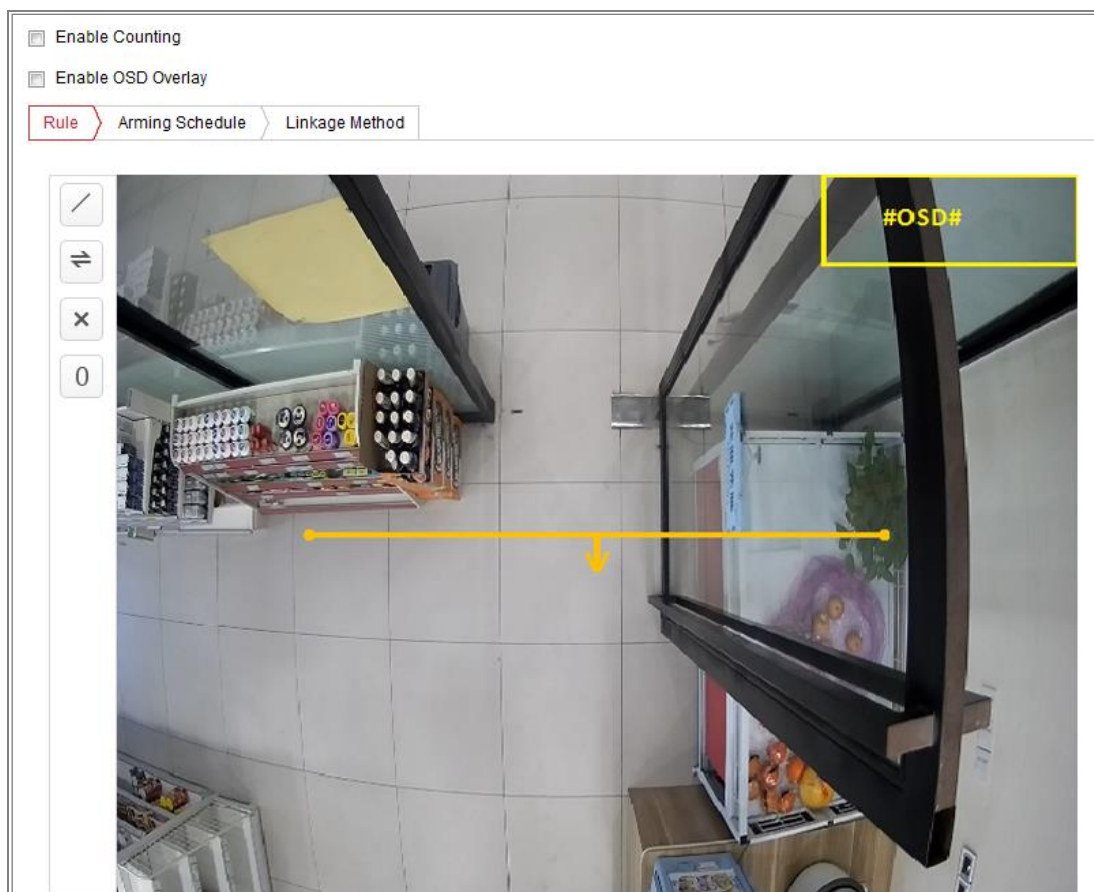 Enable Counting
Enable OSD Overlay
Rule
Arming Schedule
Linkage Method
#OSD#
0